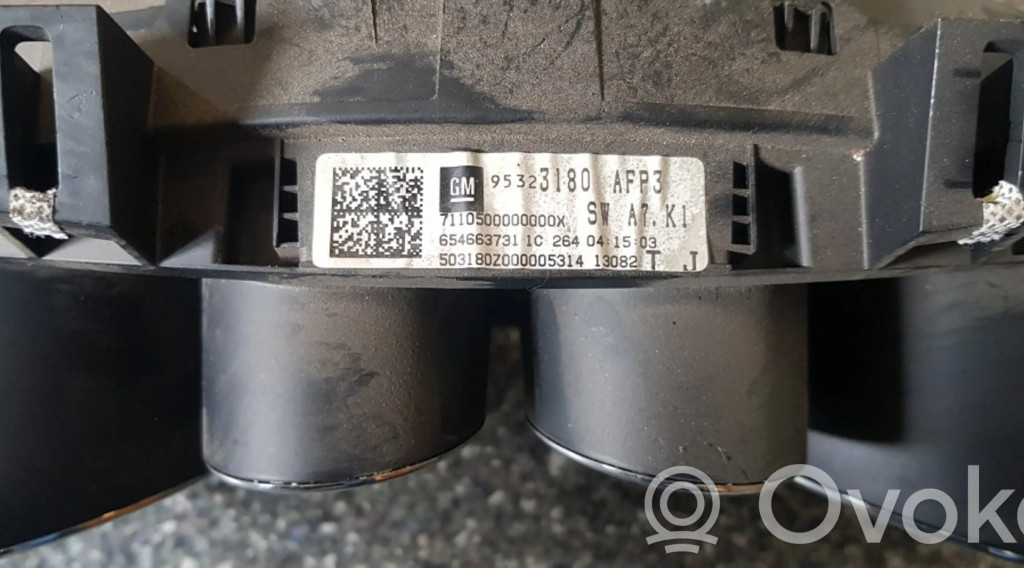 GM 95323180 AFP3
7110500000000X SW A7.K1
654663731 1C 264 04:15:03
503180Z000005314 13082 T J
Ovoko